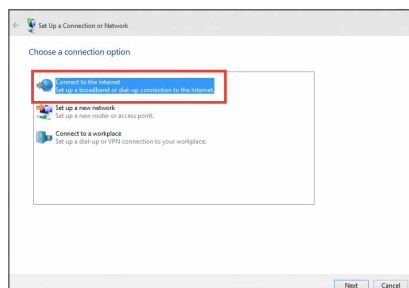 Set Up a Connection or Network
Choose a connection option
Connect to the Internet
Set up a broadband or dial-up connection to the Internet.
Set up a new network
Set up a new router or access point.
Connect to a workplace
Set up a dial-up or VPN connection to your workplace.
Next Cancel